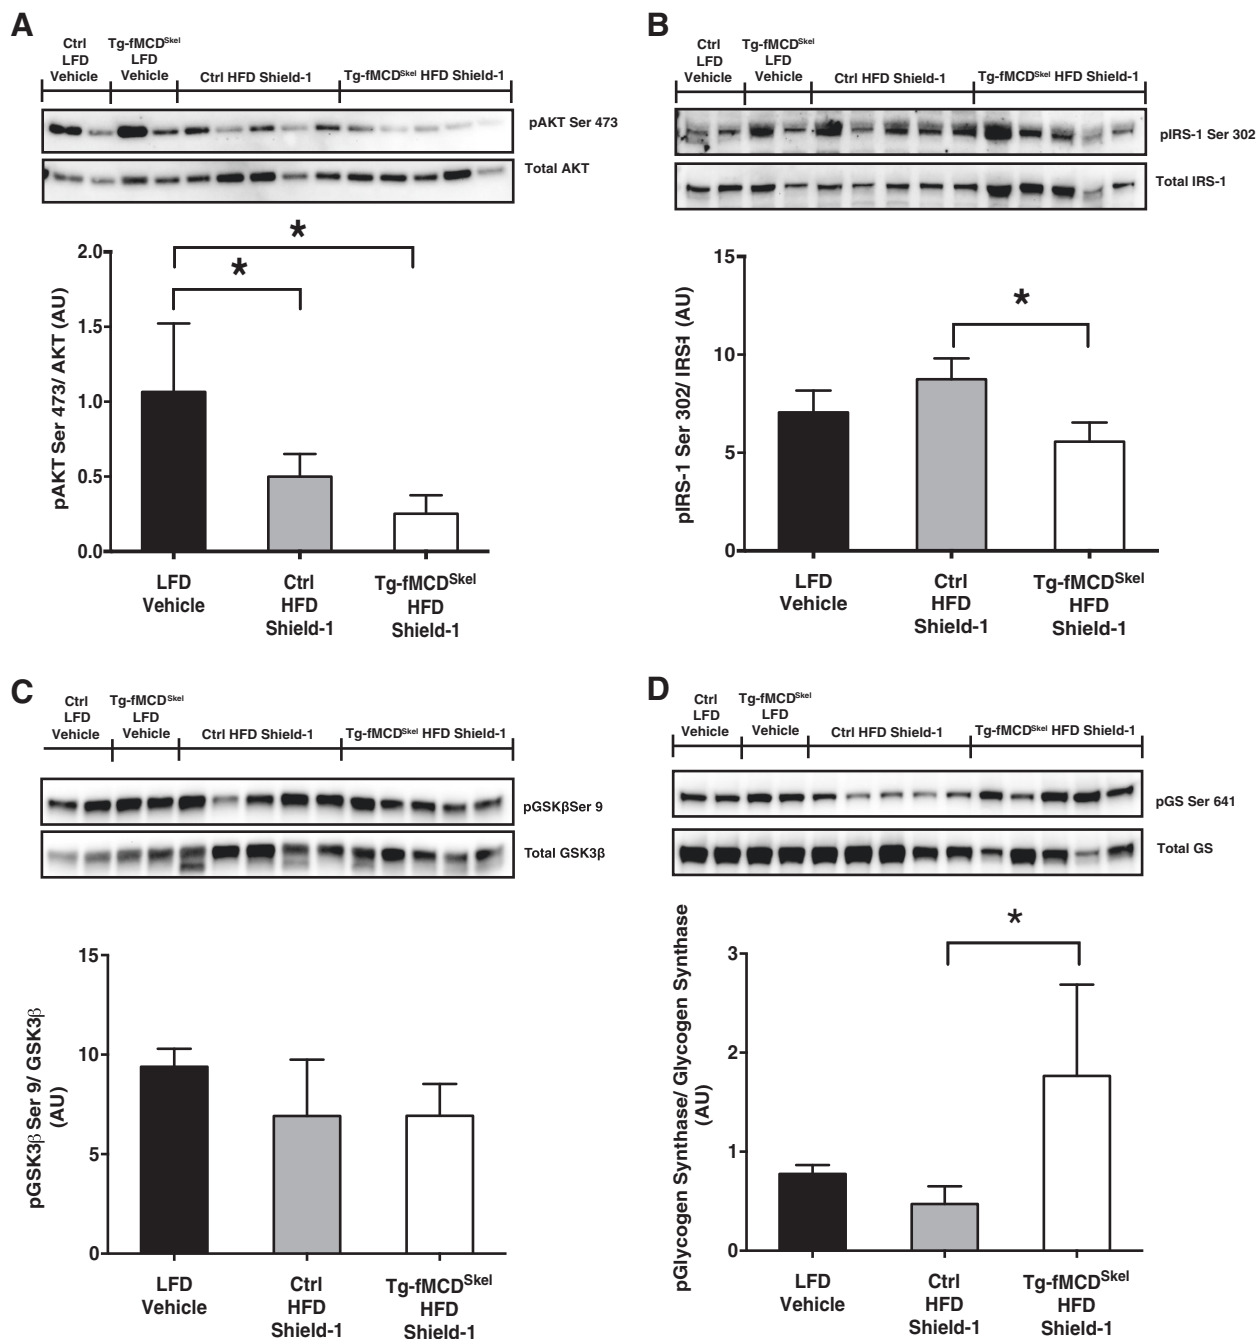 A
Ctrl
LFD
Vehicle
Tg-fMCDSkel
LFD
Vehicle
Ctrl HFD Shield-1
Tg-fMCDSkel HFD Shield-1
pAKT Ser 473
Total AKT
pAKT Ser 473/ AKT (AU)
2.0
1.5
1.0
0.5
0.0
*
*
LFD
Vehicle
Ctrl
HFD
Shield-1
Tg-fMCDSkel
HFD
Shield-1
B
Ctrl
LFD
Vehicle
Tg-fMCDSkel
LFD
Vehicle
Ctrl HFD Shield-1
Tg-fMCDSkel HFD Shield-1
pIRS-1 Ser 302
Total IRS-1
pIRS-1 Ser 302/ IRS-1 (AU)
15
10
5
0
*
LFD
Vehicle
Ctrl
HFD
Shield-1
Tg-fMCDSkel
HFD
Shield-1
C
Ctrl
LFD
Vehicle
Tg-fMCDSkel
LFD
Vehicle
Ctrl HFD Shield-1
Tg-fMCDSkel HFD Shield-1
pGSKβSer 9
Total GSK3β
pGSK3β Ser 9/ GSK3β
(AU)
15
10
5
0
LFD
Vehicle
Ctrl
HFD
Shield-1
Tg-fMCDSkel
HFD
Shield-1
D
Ctrl
LFD
Vehicle
Tg-fMCDSkel
LFD
Vehicle
Ctrl HFD Shield-1
Tg-fMCDSkel HFD Shield-1
pGS Ser 641
Total GS
pGlycogen Synthase/ Glycogen Synthase
(AU)
3
2
1
0
*
LFD
Vehicle
Ctrl
HFD
Shield-1
Tg-fMCDSkel
HFD
Shield-1